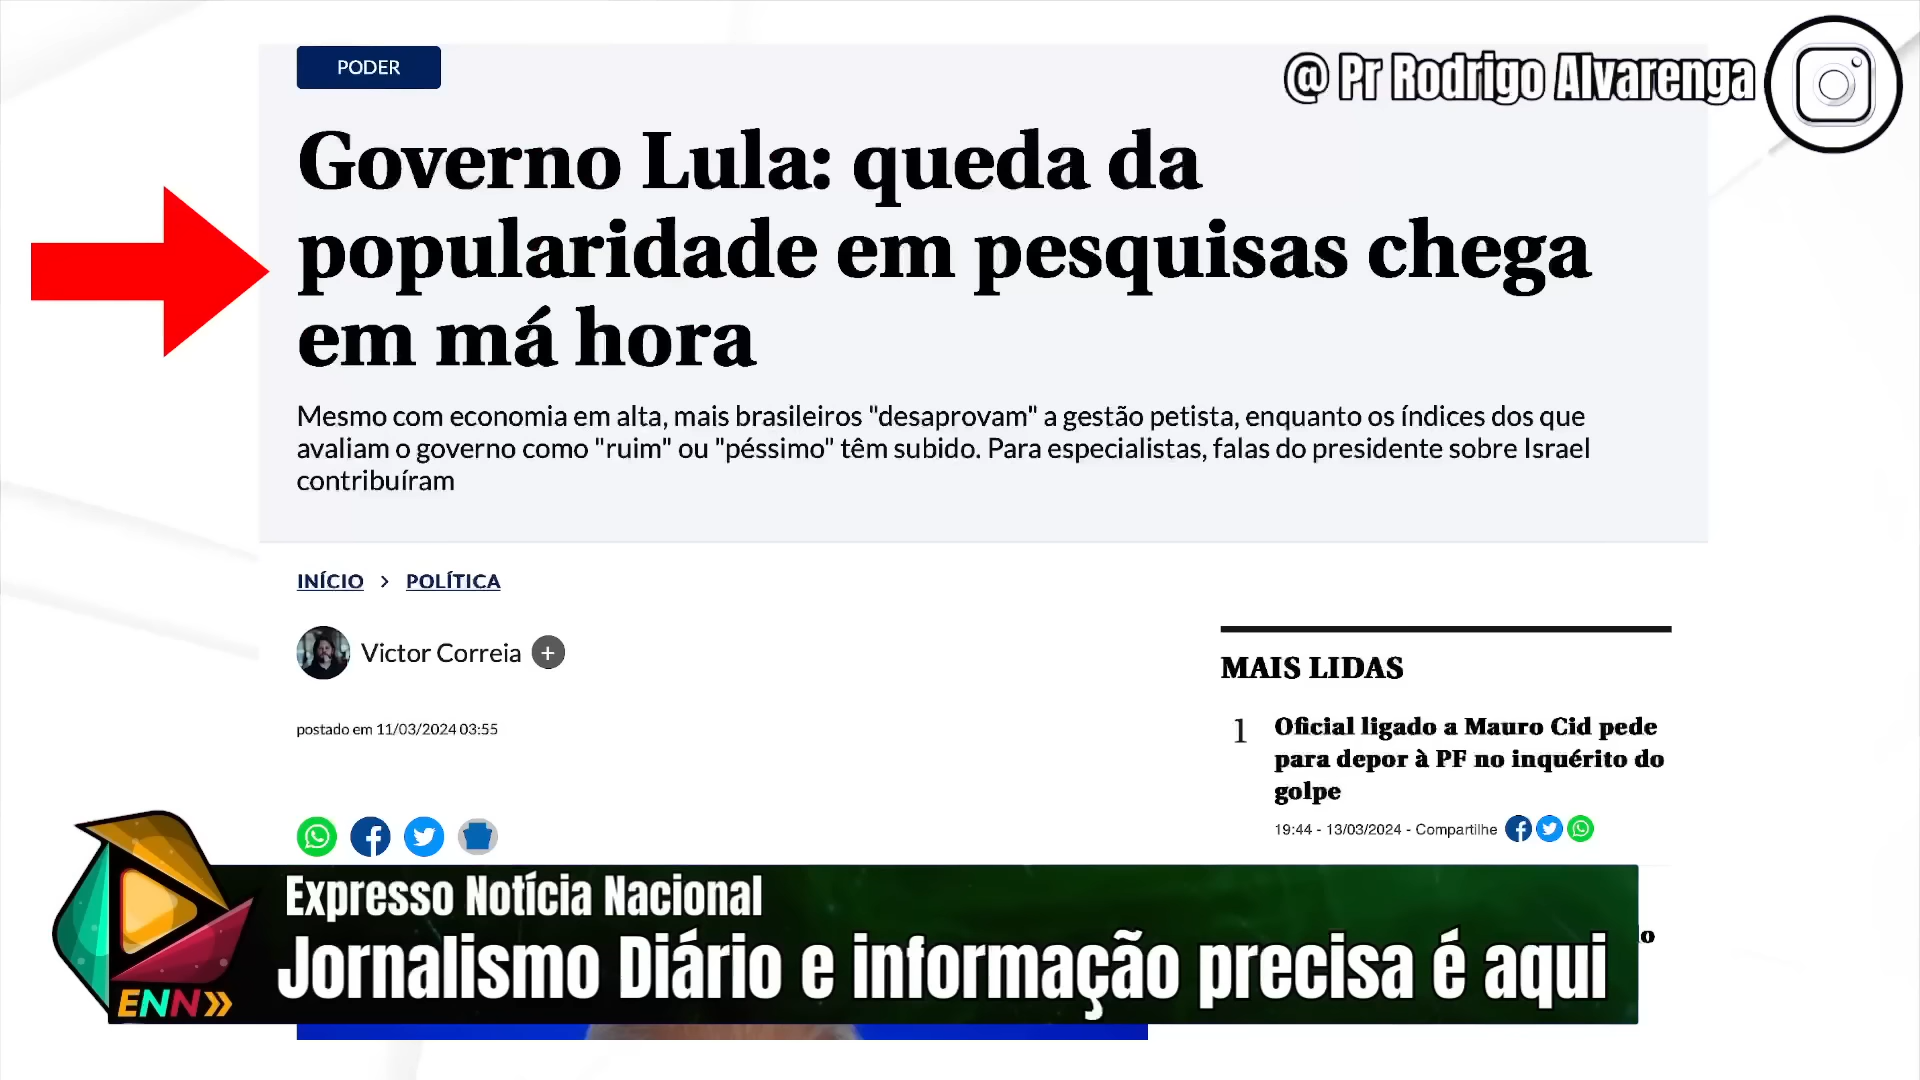 PODER
@ Pr Rodrigo Alvarenga
Governo Lula: queda da
popularidade em pesquisas chega
em má hora
Mesmo com economia em alta, mais brasileiros "desaprovam" a gestão petista, enquanto os índices dos que
avaliam o governo como "ruim" ou "péssimo" têm subido. Para especialistas, falas do presidente sobre Israel
contribuíram
INÍCIO > POLÍTICA
Victor Correia +
postado em 11/03/2024 03:55
MAIS LIDAS
1 Oficial ligado a Mauro Cid pede
para depor à PF no inquérito do
golpe
19:44 - 13/03/2024 - Compartilhe
Expresso Notícia Nacional
Jornalismo Diário e informação precisa é aqui
ENN